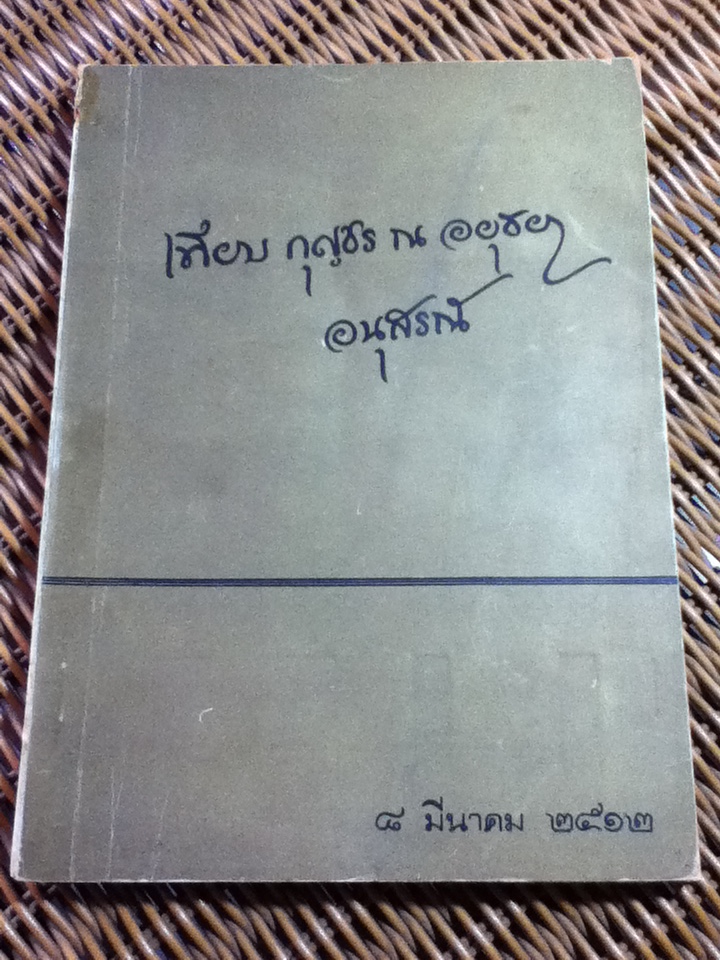 เทียบ กุญชร ณ อยุธยา
อนุสรณ์
๘ มีนาคม ๒๕๑๒